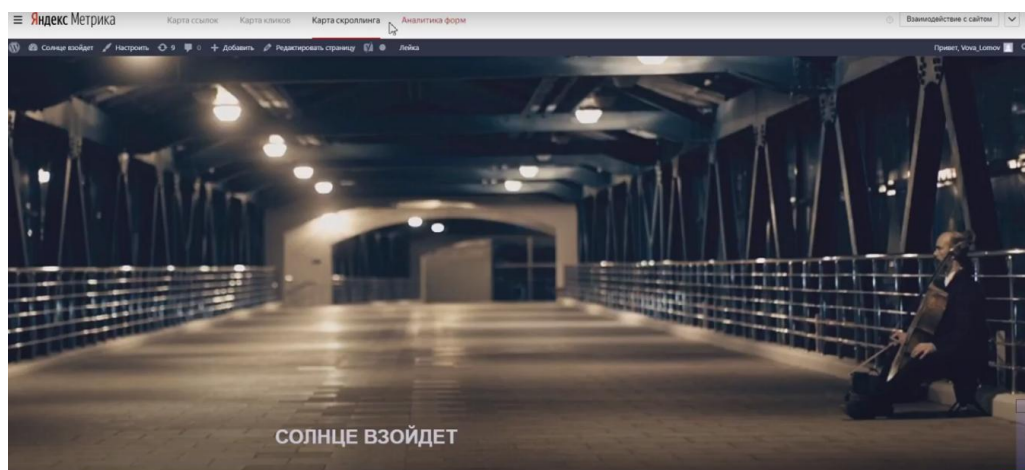 Яндекс Метрика Карта ссылок Карта кликов Карта скроллинга Аналитика форм Взаимодействие с сайтом
Солнце взойдет Настроить 9 0 + Добавить Редактировать страницу Лейка Привет, Vova_Lomov
СОЛНЦЕ ВЗОЙДЕТ